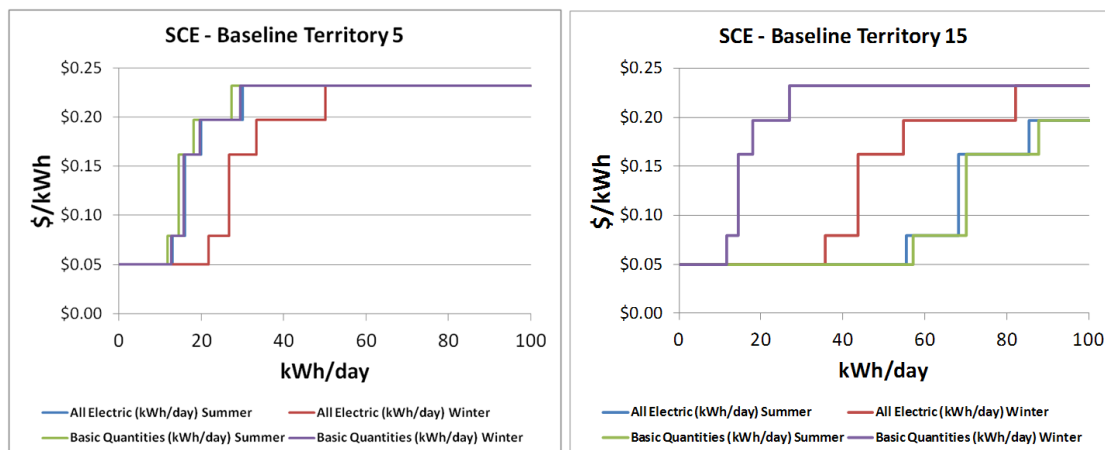 SCE - Baseline Territory 5
$0.25
$0.20
$0.15
$0.10
$0.05
$0.00
$/kWh
0 20 40 60 80 100
kWh/day
All Electric (kWh/day) Summer All Electric (kWh/day) Winter
Basic Quantities (kWh/day) Summer Basic Quantities (kWh/day) Winter
SCE - Baseline Territory 15
$0.25
$0.20
$0.15
$0.10
$0.05
$0.00
$/kWh
0 20 40 60 80 100
kWh/day
All Electric (kWh/day) Summer All Electric (kWh/day) Winter
Basic Quantities (kWh/day) Summer Basic Quantities (kWh/day) Winter